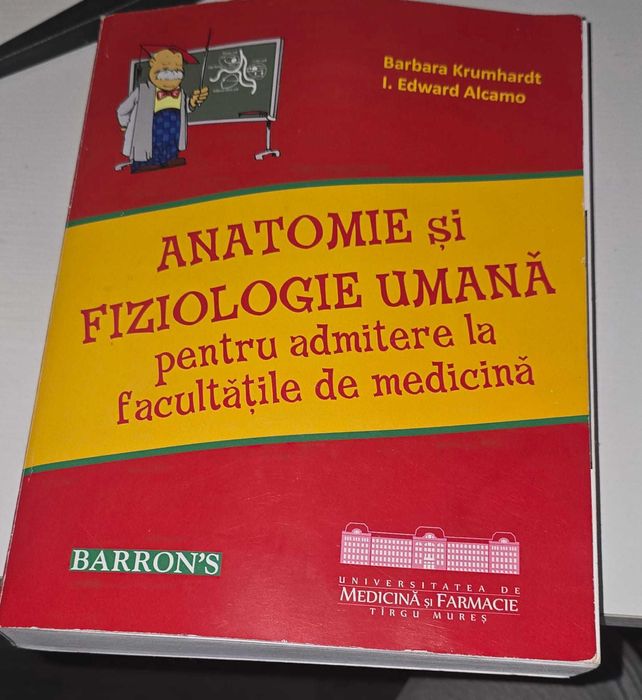 Barbara Krumhardt
I. Edward Alcamo
ANATOMIE și
FIZIOLOGIE UMANĂ
pentru admitere la
facultățile de medicină
BARRON'S
UNIVERSITATEA DE
MEDICINĂ ȘI FARMACIE
TÎRGU MUREȘ